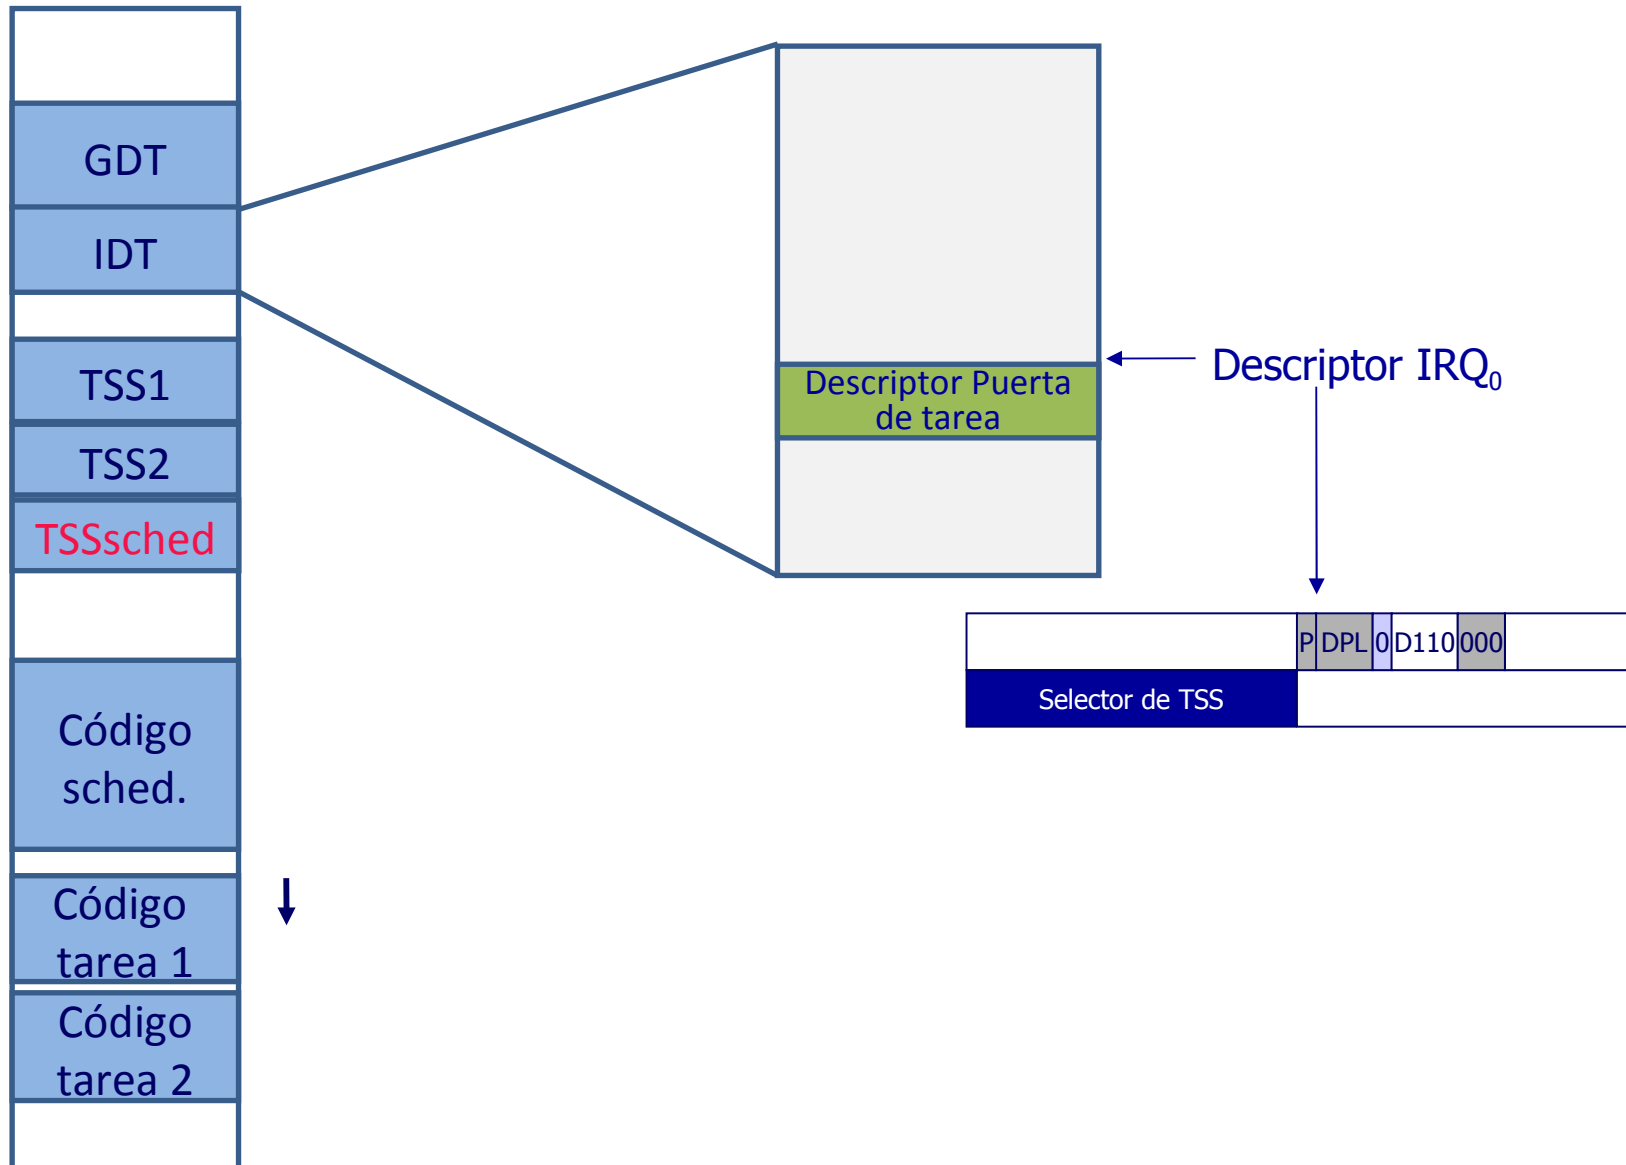 GDT
IDT
TSS1
TSS2
TSSsched
Código
sched.
Código
tarea 1
Código
tarea 2
Descriptor Puerta
de tarea
Descriptor IRQ₀
P DPL 0 D110 000
Selector de TSS